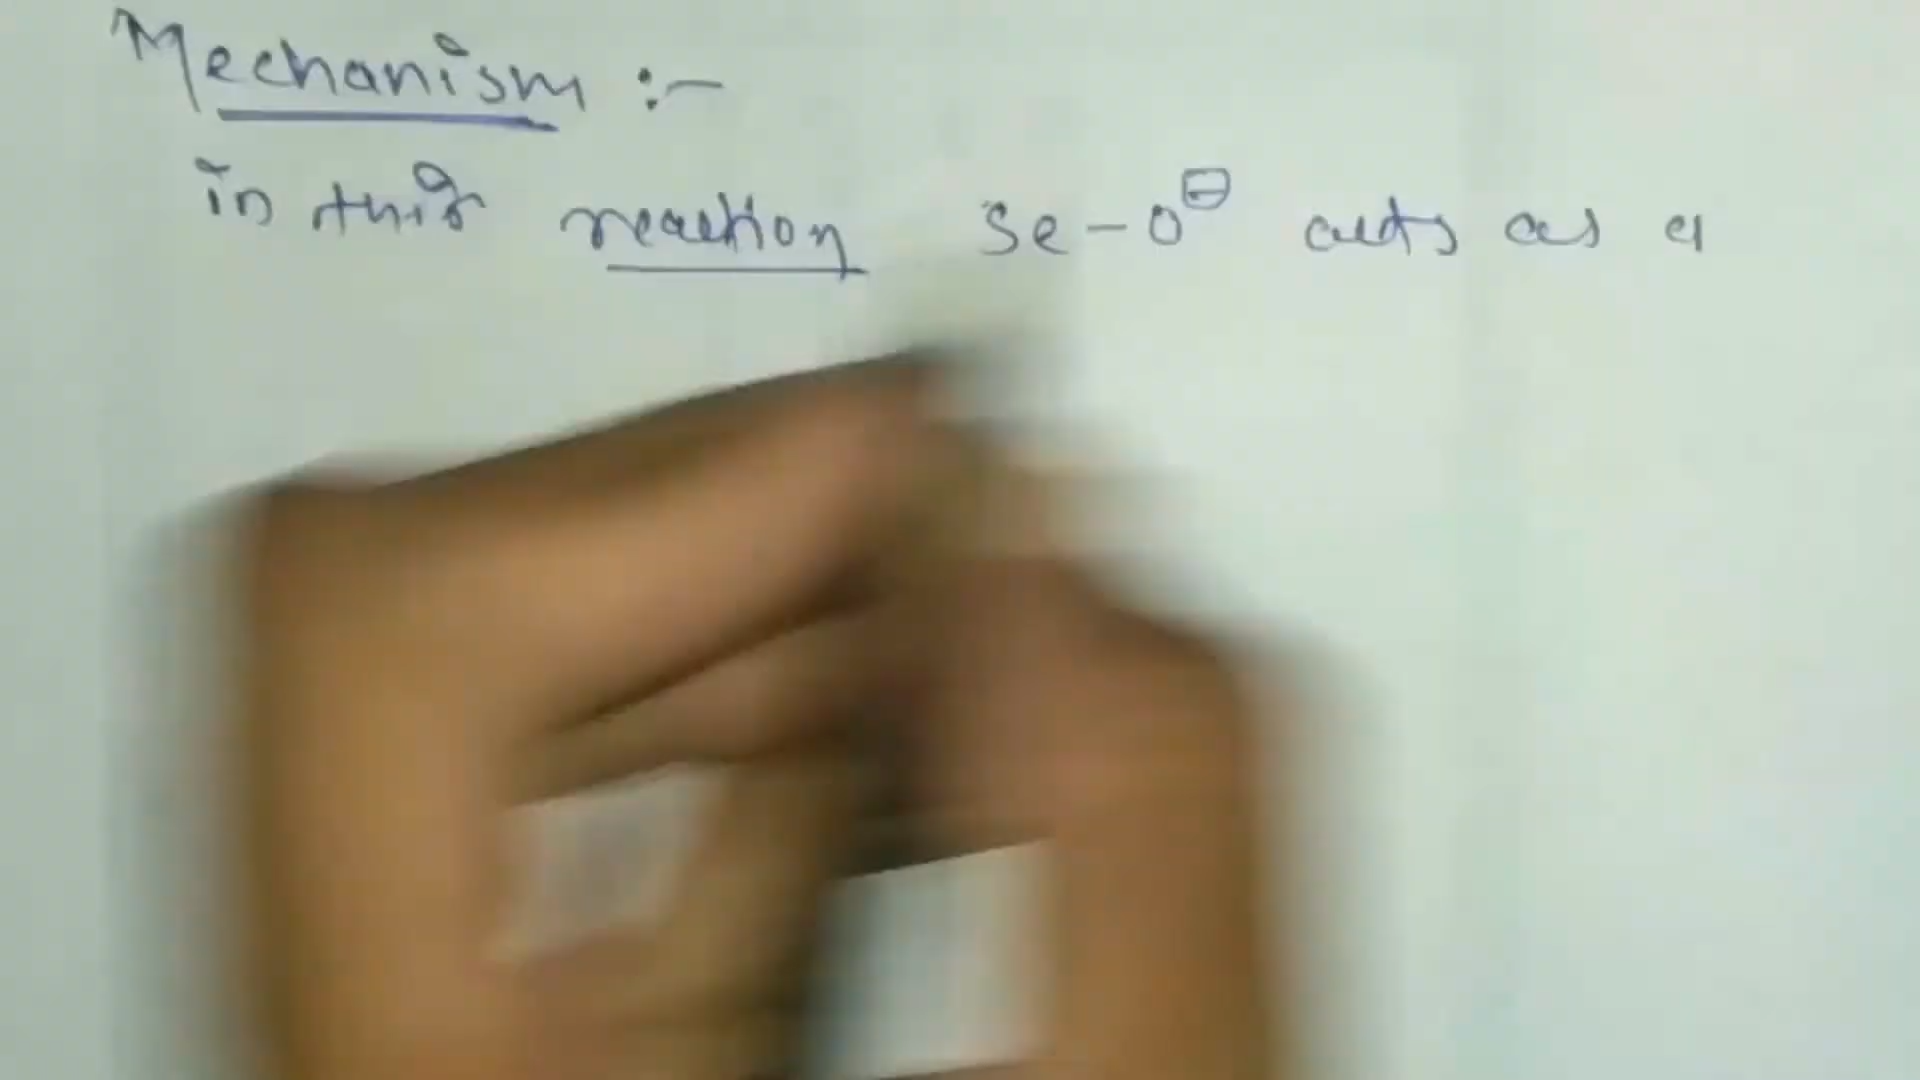 Mechanism :-
in this reaction Se-O⊖ acts as a